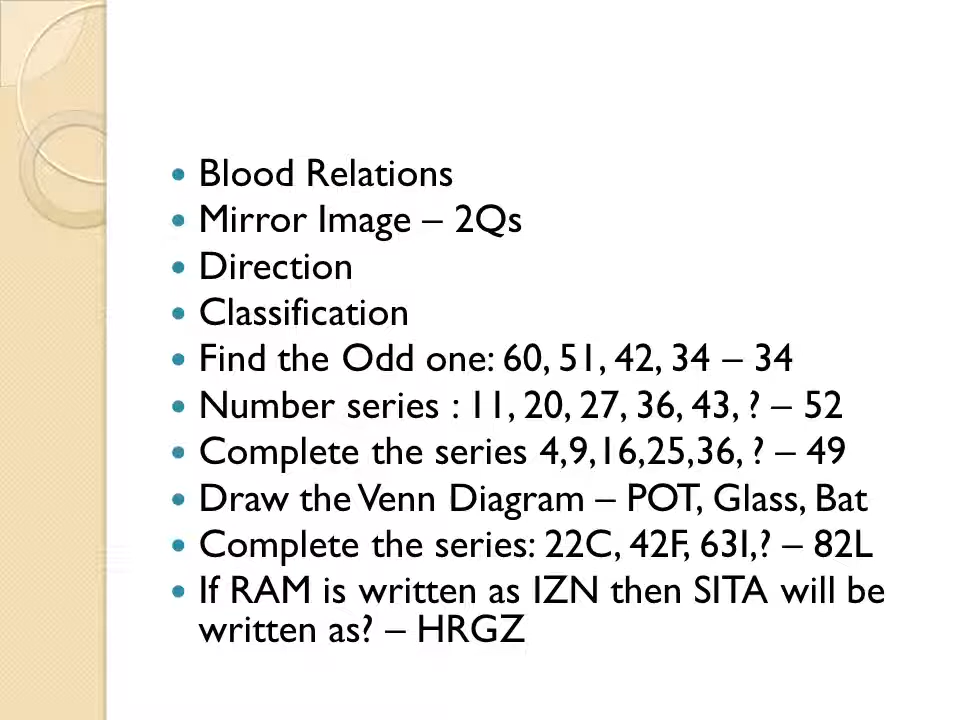 Blood Relations
Mirror Image – 2Qs
Direction
Classification
Find the Odd one: 60, 51, 42, 34 – 34
Number series : 11, 20, 27, 36, 43, ? – 52
Complete the series 4,9,16,25,36, ? – 49
Draw the Venn Diagram – POT, Glass, Bat
Complete the series: 22C, 42F, 63I,? – 82L
If RAM is written as IZN then SITA will be
written as? – HRGZ